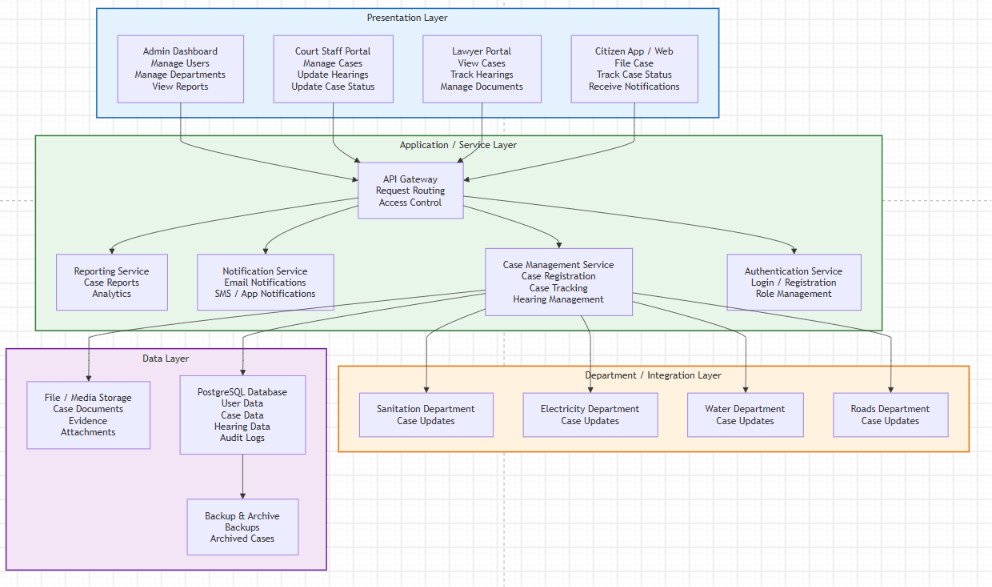 Presentation Layer
Admin Dashboard
Manage Users
Manage Departments
View Reports
Court Staff Portal
Manage Cases
Update Hearings
Update Case Status
Lawyer Portal
View Cases
Track Hearings
Manage Documents
Citizen App / Web
File Case
Track Case Status
Receive Notifications
Application / Service Layer
API Gateway
Request Routing
Access Control
Reporting Service
Case Reports
Analytics
Notification Service
Email Notifications
SMS / App Notifications
Case Management Service
Case Registration
Case Tracking
Hearing Management
Authentication Service
Login / Registration
Role Management
Data Layer
File / Media Storage
Case Documents
Evidence
Attachments
PostgreSQL Database
User Data
Case Data
Hearing Data
Audit Logs
Backup & Archive
Backups
Archived Cases
Department / Integration Layer
Sanitation Department
Case Updates
Electricity Department
Case Updates
Water Department
Case Updates
Roads Department
Case Updates